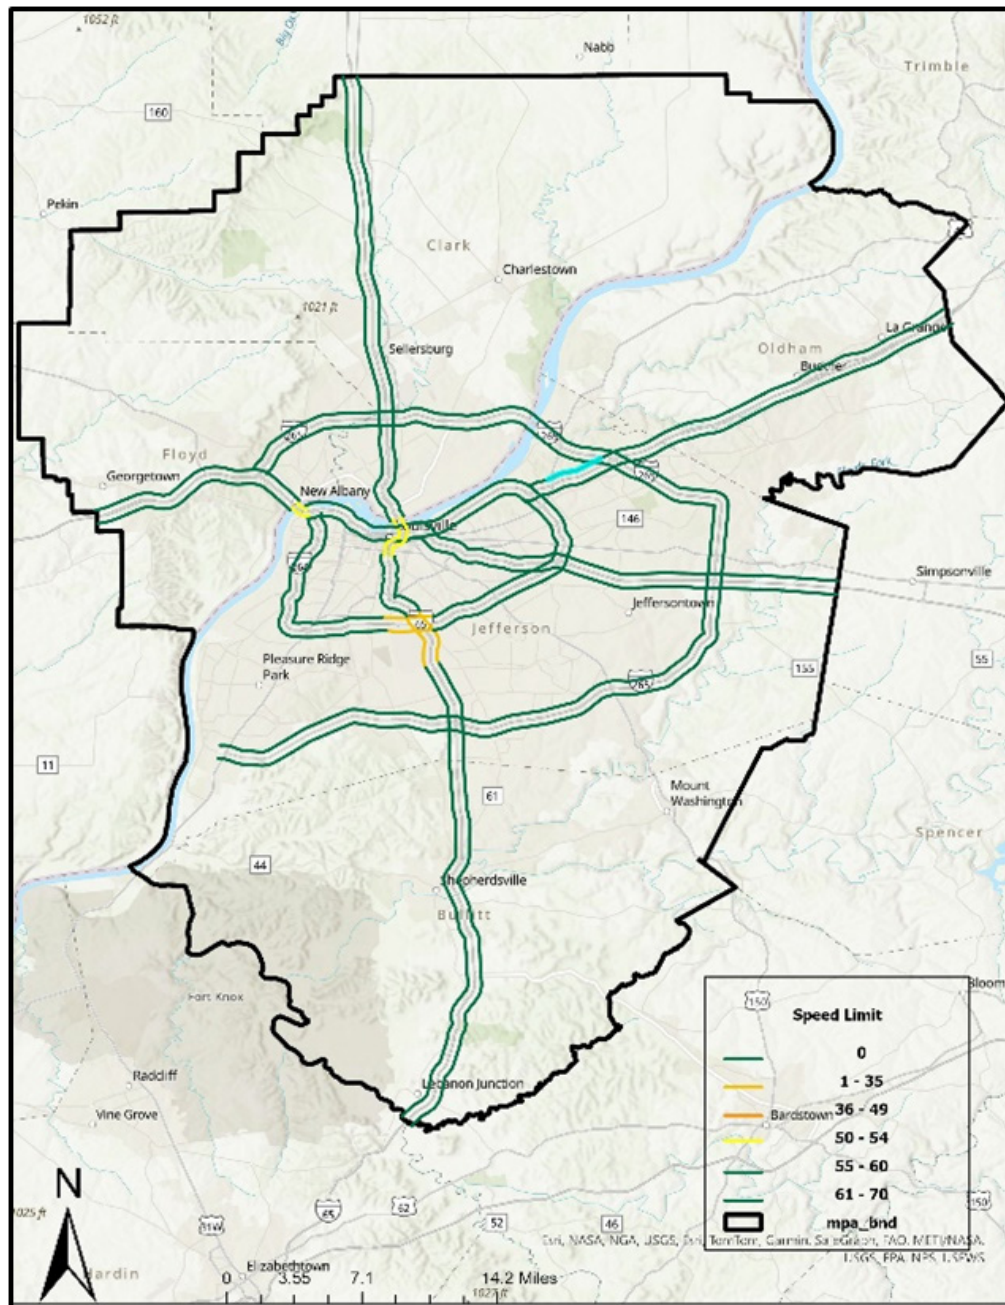 1052 ft
Nabb
Trimble
160
Pekin
Clark
Charlestown
1021 ft
Sellersburg
La Grange
Oldham
Floyd
Georgetown
New Albany
146
Simpsonville
Jeffersontown
65
Jefferson
Pleasure Ridge
Park
155
55
265
11
61
Mount
Washington
Spencer
44
Shepherdsville
Bullitt
Fort Knox
Radcliff
Vine Grove
Lebanon Junction
Bloom
150
Speed Limit
0
1 - 35
36 - 49
Bardstown
50 - 54
55 - 60
61 - 70
mpa_bnd
N
31W
65
62
52
46
150
Esri, NASA, NGA, USGS, Esri, TomTom, Garmin, SafeGraph, FAO, METI/NASA,
USGS, EPA, NPS, USFWS
Hardin
Elizabethtown
0 3.55 7.1 14.2 Miles
1027 ft